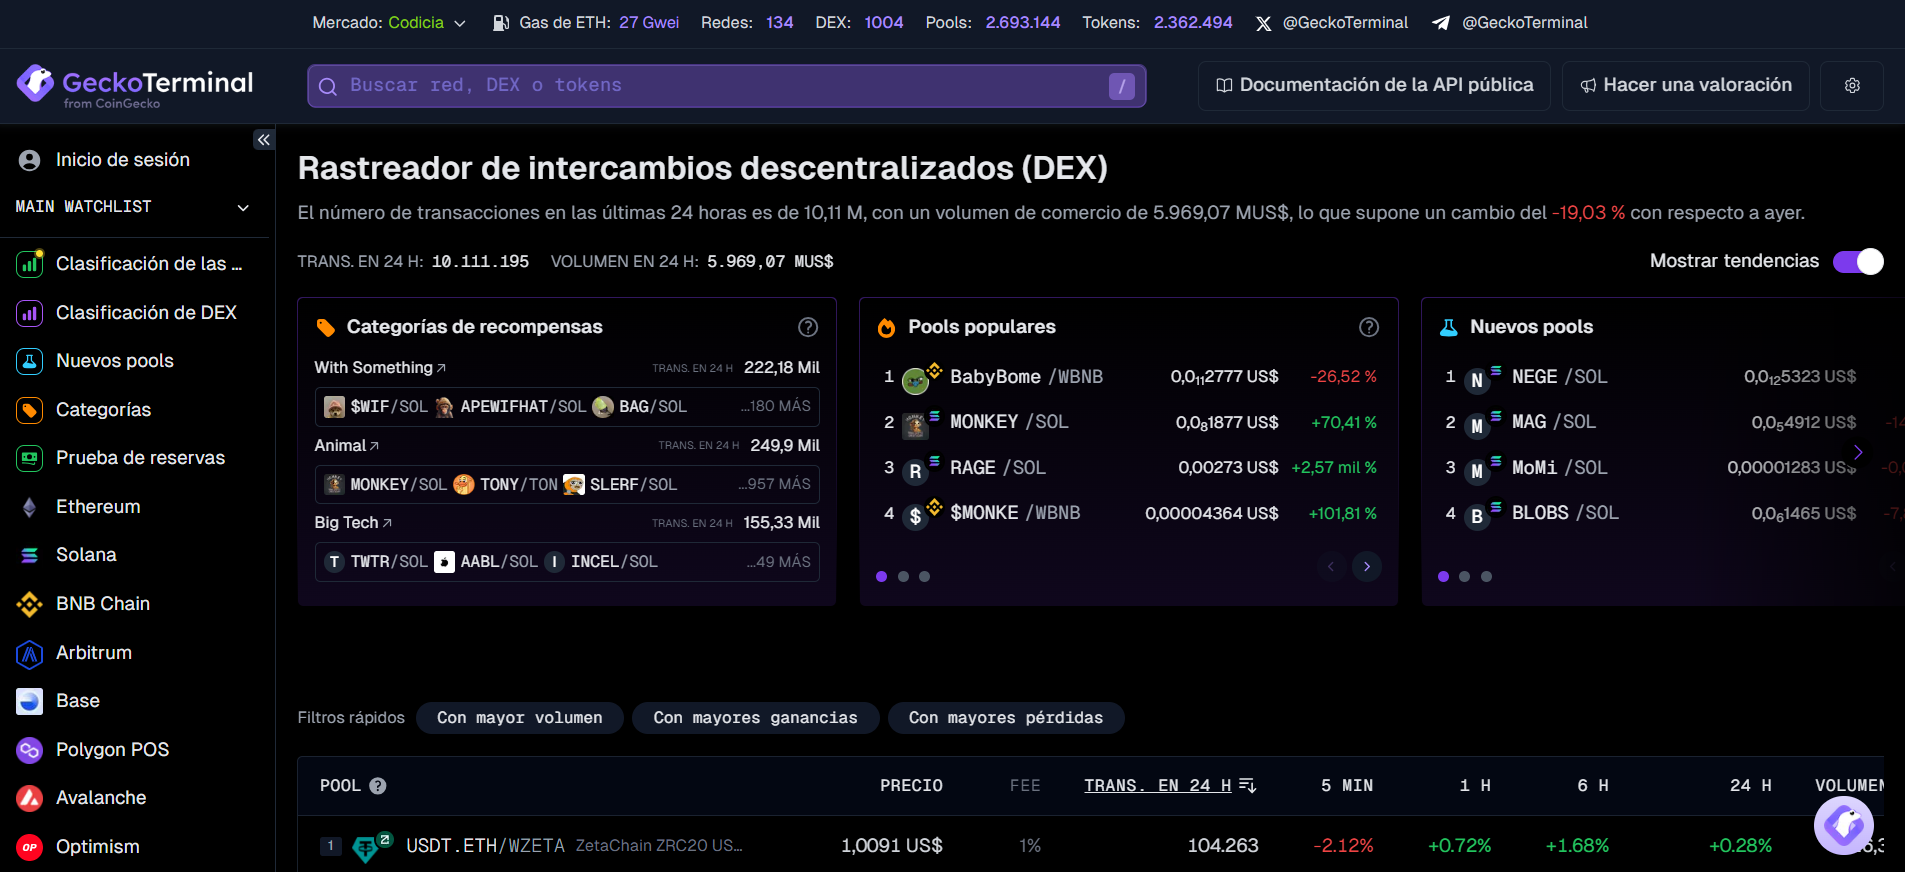 Mercado: Codicia Gas de ETH: 27 Gwei Redes: 134 DEX: 1004 Pools: 2.693.144 Tokens: 2.362.494 @GeckoTerminal @GeckoTerminal
GeckoTerminal
from CoinGecko
Buscar red, DEX o tokens /
Documentación de la API pública
Hacer una valoración
Inicio de sesión
MAIN WATCHLIST
Clasificación de las ...
Clasificación de DEX
Nuevos pools
Categorías
Prueba de reservas
Ethereum
Solana
BNB Chain
Arbitrum
Base
Polygon POS
Avalanche
OP Optimism
Rastreador de intercambios descentralizados (DEX)
El número de transacciones en las últimas 24 horas es de 10,11 M, con un volumen de comercio de 5.969,07 MUS$, lo que supone un cambio del -19,03 % con respecto a ayer.
TRANS. EN 24 H: 10.111.195 VOLUMEN EN 24 H: 5.969,07 MUS$
Mostrar tendencias
Categorías de recompensas ?
With Something TRANS. EN 24 H 222,18 Mil
$WIF/SOL APEWIFHAT/SOL BAG/SOL ...180 MÁS
Animal TRANS. EN 24 H 249,9 Mil
MONKEY/SOL TONY/TON SLERF/SOL ...957 MÁS
Big Tech TRANS. EN 24 H 155,33 Mil
T TWTR/SOL AABL/SOL I INCEL/SOL ...49 MÁS
Pools populares ?
1 BabyBome /WBNB 0,0₁₁2777 US$ -26,52 %
2 MONKEY /SOL 0,0₈1877 US$ +70,41 %
3 R RAGE /SOL 0,00273 US$ +2,57 mil %
4 $ $MONKE /WBNB 0,00004364 US$ +101,81 %
Nuevos pools
1 N NEGE /SOL 0,0₁₂5323 US$
2 M MAG /SOL 0,0₅4912 US$ -14
3 M MoMi /SOL 0,00001283 US$ -0,
4 B BLOBS /SOL 0,0₆1465 US$ -7,
Filtros rápidos Con mayor volumen Con mayores ganancias Con mayores pérdidas
POOL ? PRECIO FEE TRANS. EN 24 H 5 MIN 1 H 6 H 24 H VOLUMEN
1 USDT.ETH/WZETA ZetaChain ZRC20 US... 1,0091 US$ 1% 104.263 -2.12% +0.72% +1.68% +0.28%